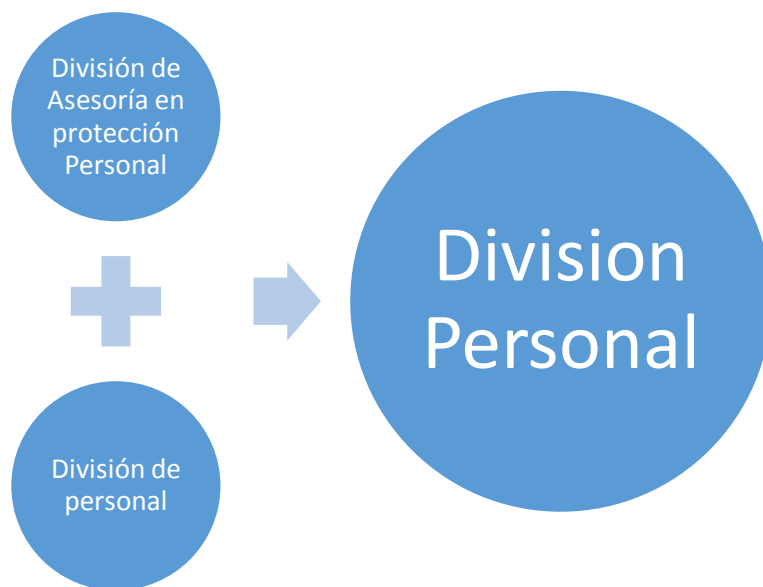 División de
Asesoría en
protección
Personal
División de
personal
Division
Personal